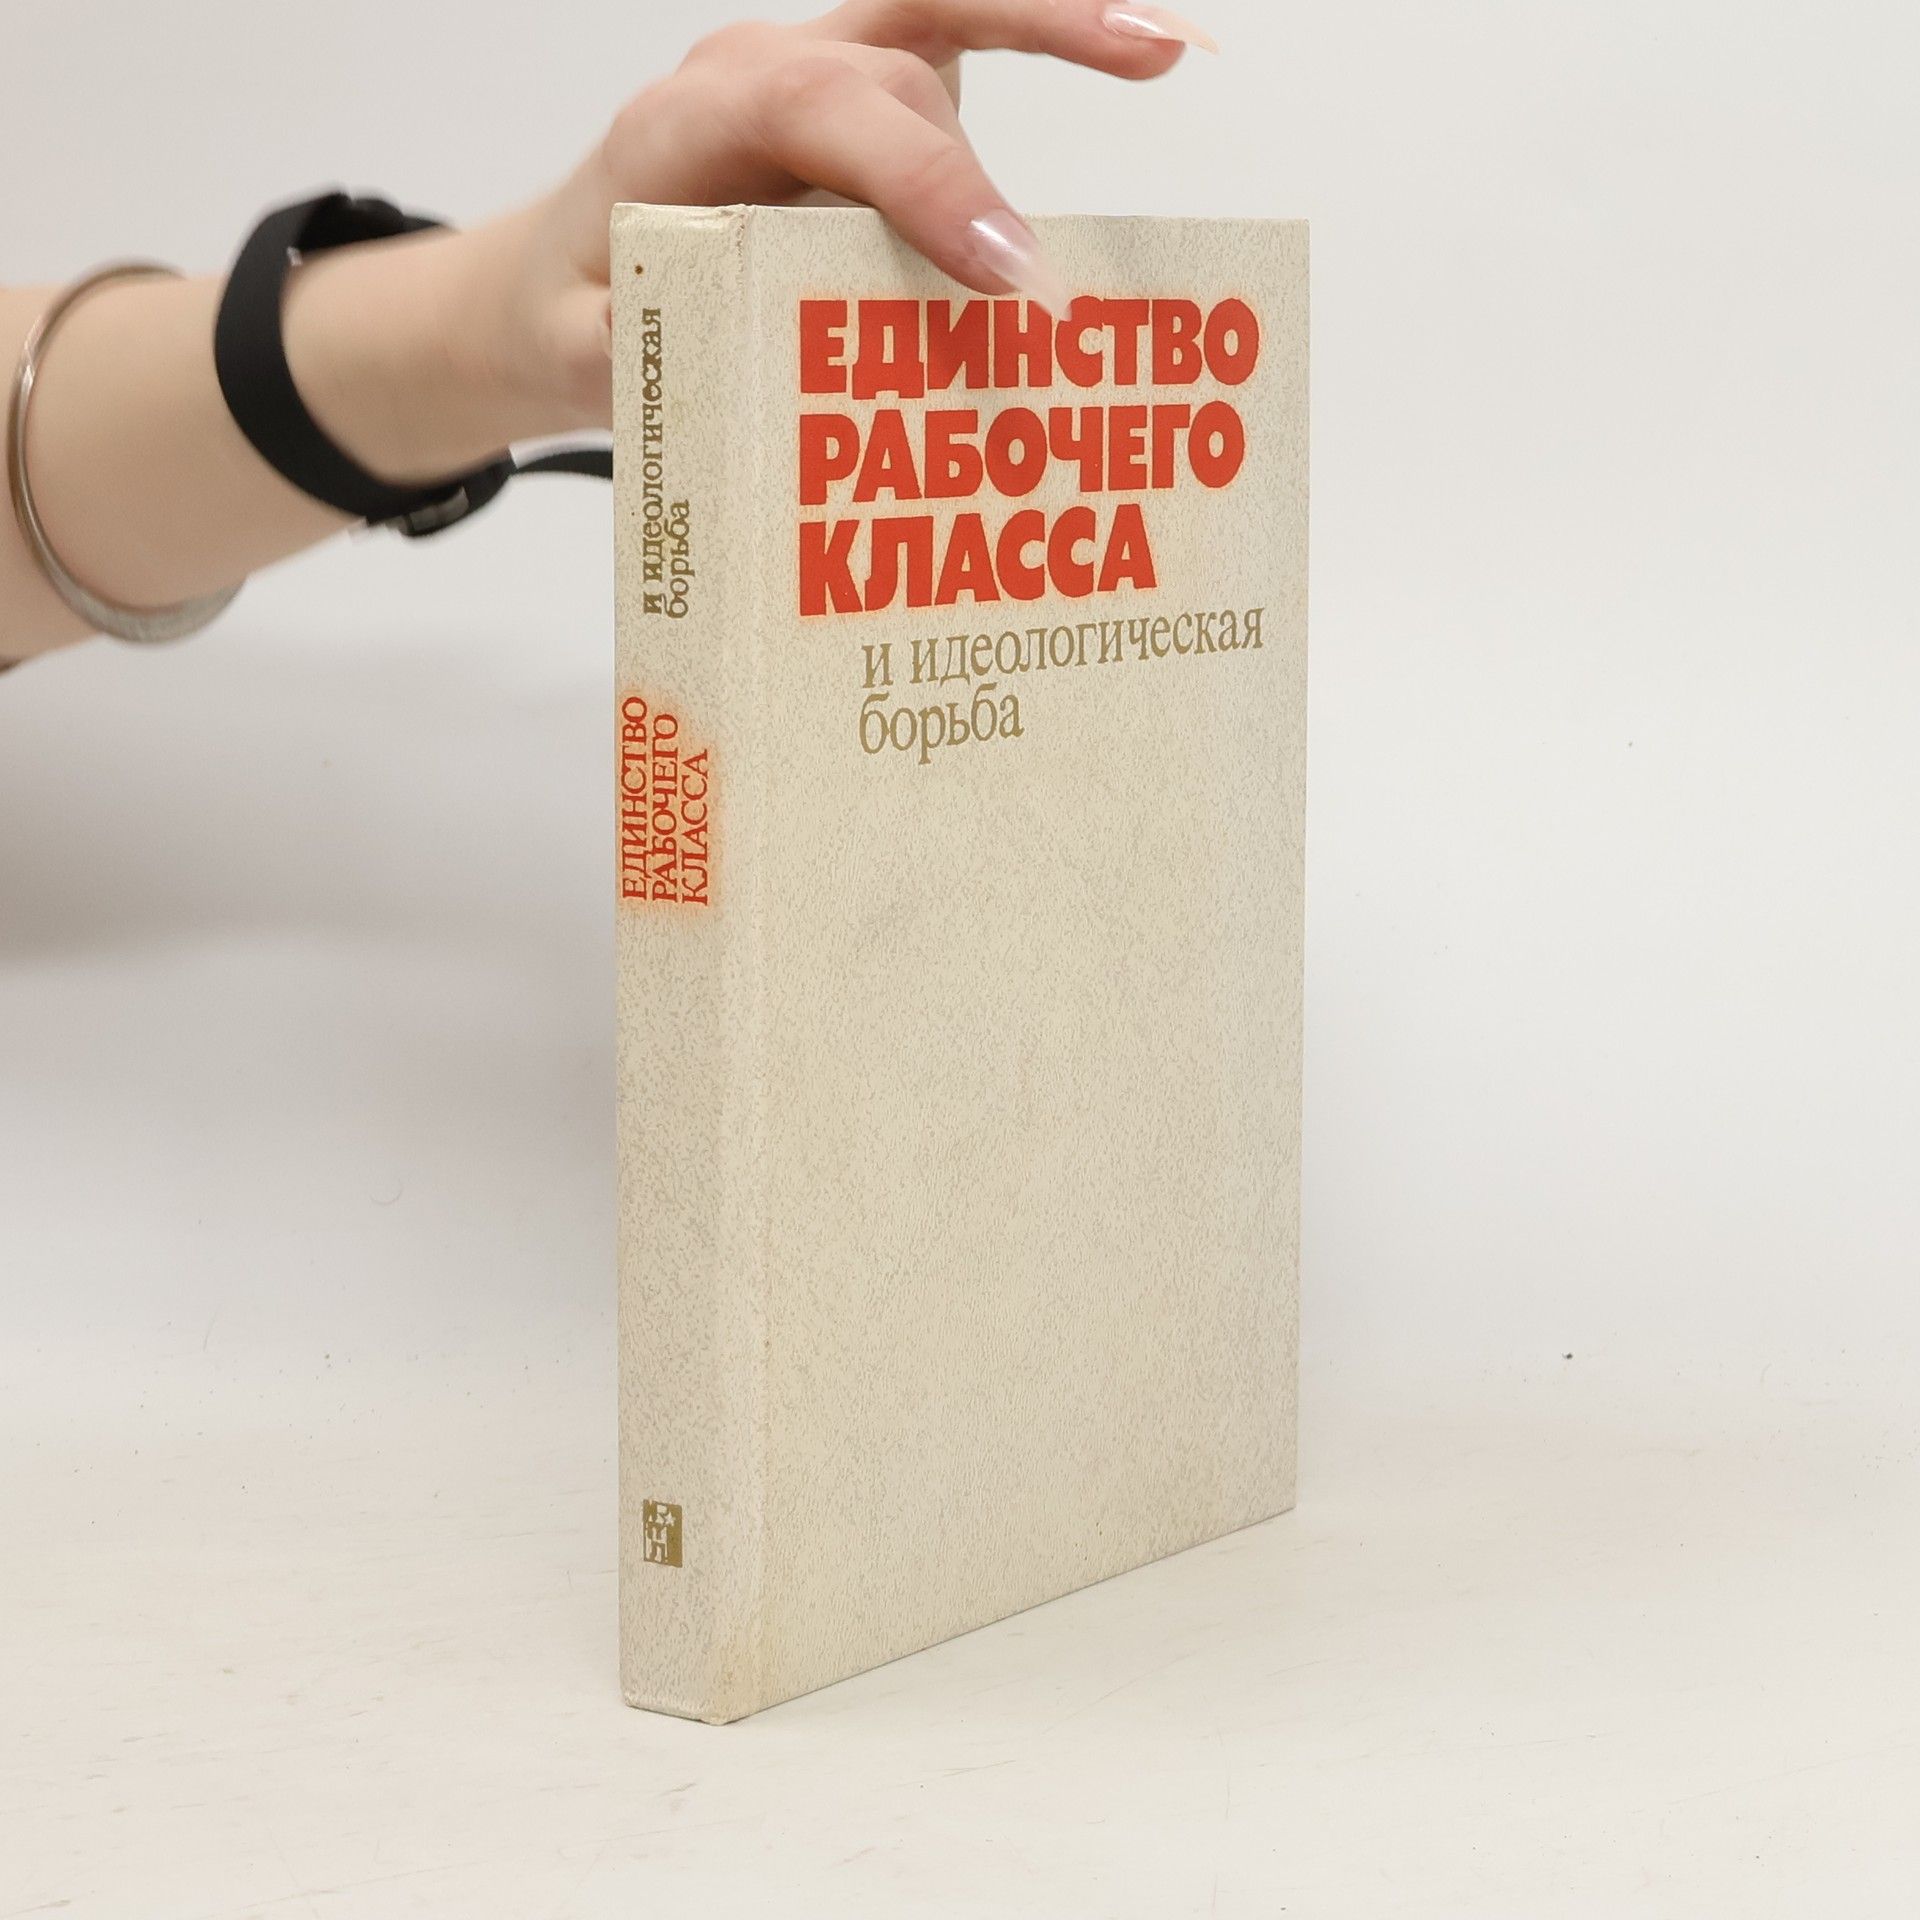 ЕДИНСТВО
РАБОЧЕГО
КЛАССА
и идеологическая
борьба
ЕДИНСТВО
РАБОЧЕГО
КЛАССА
и идеологическая
борьба